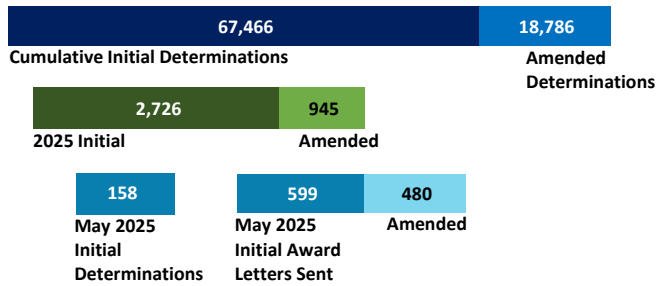 67,466 18,786
Cumulative Initial Determinations Amended
Determinations
2,726 945
2025 Initial Amended
158 599 480
May 2025 May 2025 Amended
Initial Initial Award
Determinations Letters Sent